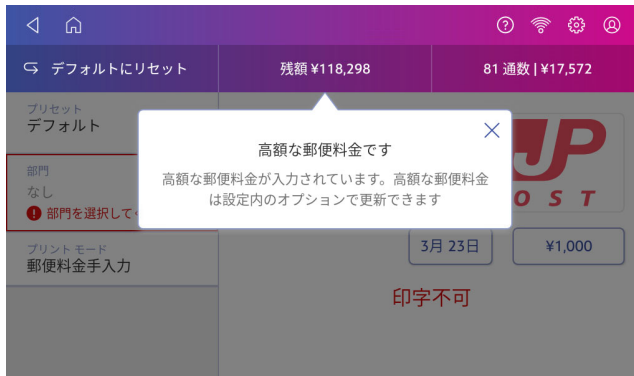 デフォルトにリセット
残額 ¥118,298
81 通数 | ¥17,572
プリセット
デフォルト
高額な郵便料金です
高額な郵便料金が入力されています。高額な郵便料金
は設定内のオプションで更新できます
部門
なし
部門を選択して
JP
OST
プリント モード
郵便料金手入力
3月 23日
¥1,000
印字不可